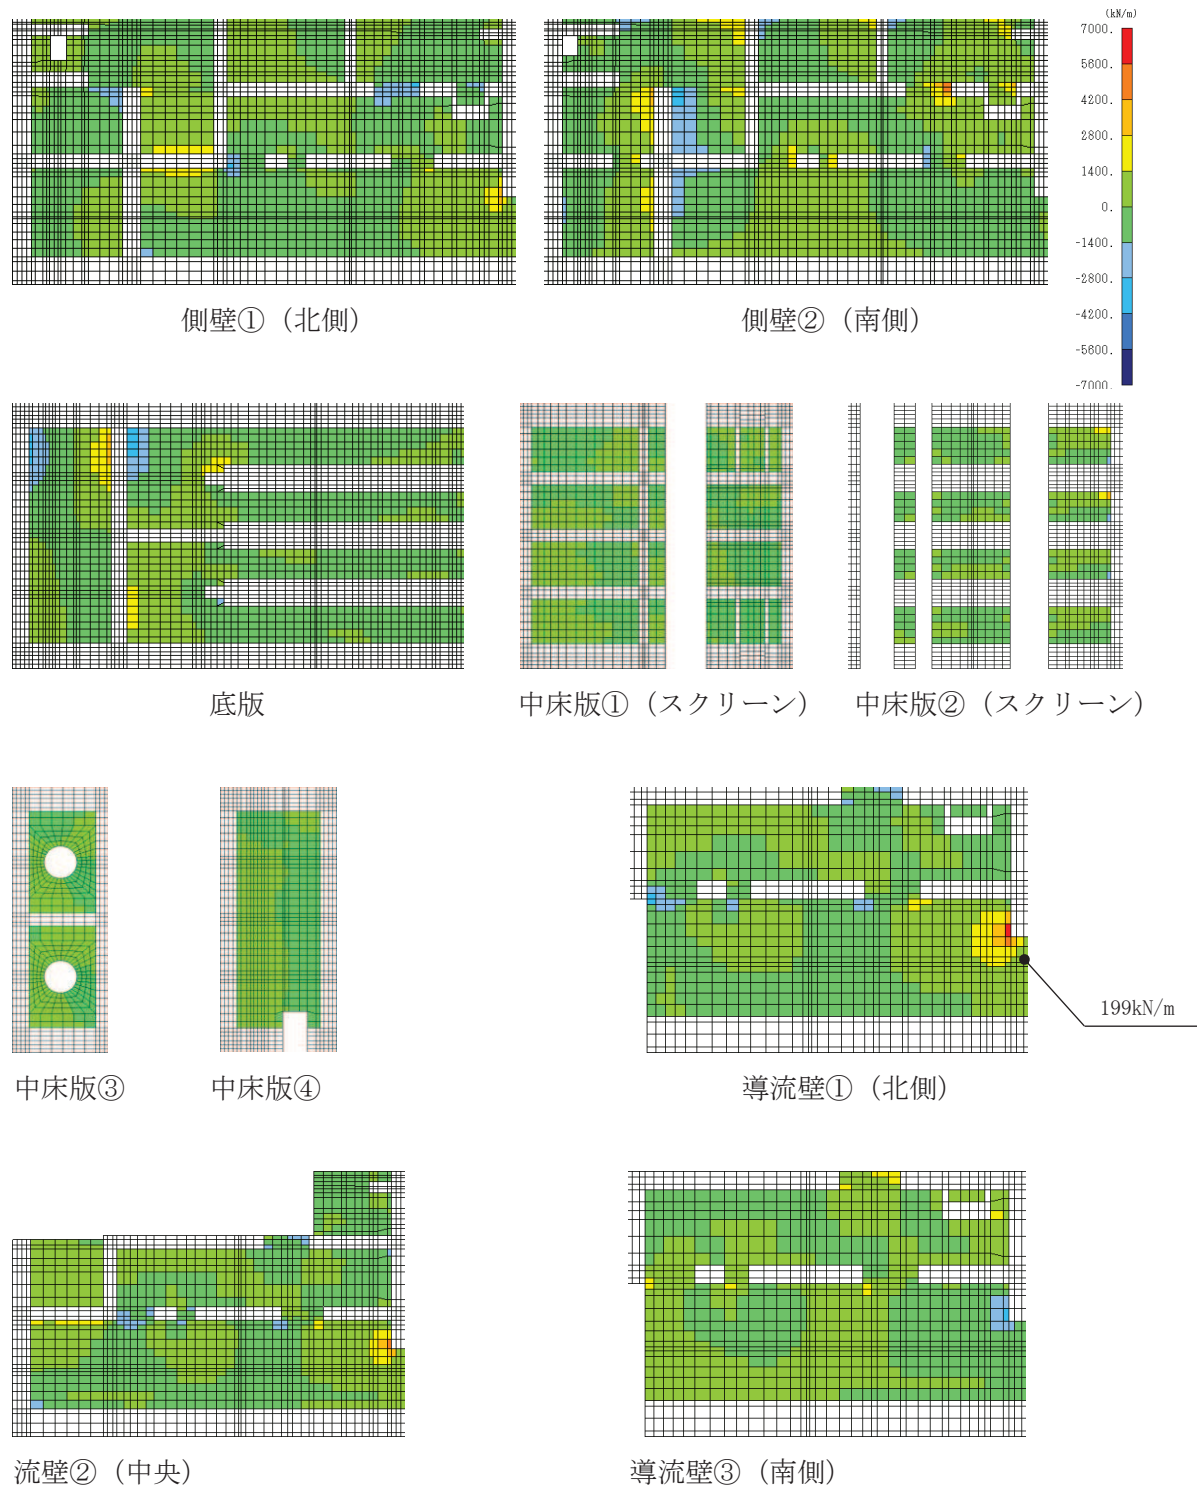 (kN/m)
7000.
5600.
4200.
2800.
1400.
0.
-1400.
-2800.
-4200.
-5600.
-7000.
側壁①（北側）
側壁②（南側）
底版
中床版①（スクリーン）
中床版②（スクリーン）
199kN/m
中床版③
中床版④
導流壁①（北側）
流壁②（中央）
導流壁③（南側）